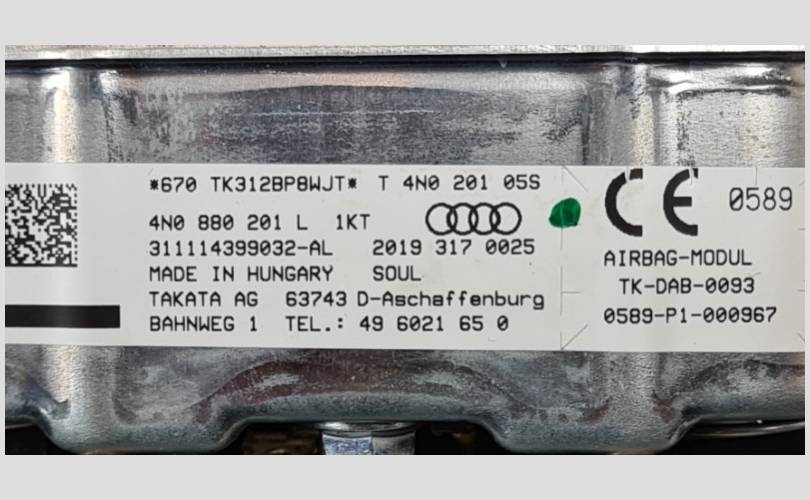 *670 TK312BP8WJT* T 4N0 201 05S
4N0 880 201 L 1KT
311114399032-AL 2019 317 0025
MADE IN HUNGARY SOUL
TAKATA AG 63743 D-Aschaffenburg
BAHNWEG 1 TEL.: 49 6021 65 0
CE 0589
AIRBAG-MODUL
TK-DAB-0093
0589-P1-000967